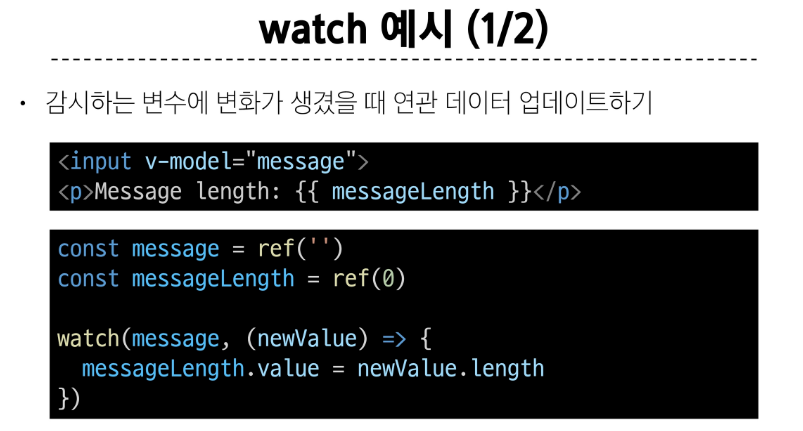 watch 예시 (1/2)
• 감시하는 변수에 변화가 생겼을 때 연관 데이터 업데이트하기
<input v-model="message">
<p>Message length: {{ messageLength }}</p>
const message = ref('')
const messageLength = ref(0)

watch(message, (newValue) => {
  messageLength.value = newValue.length
})